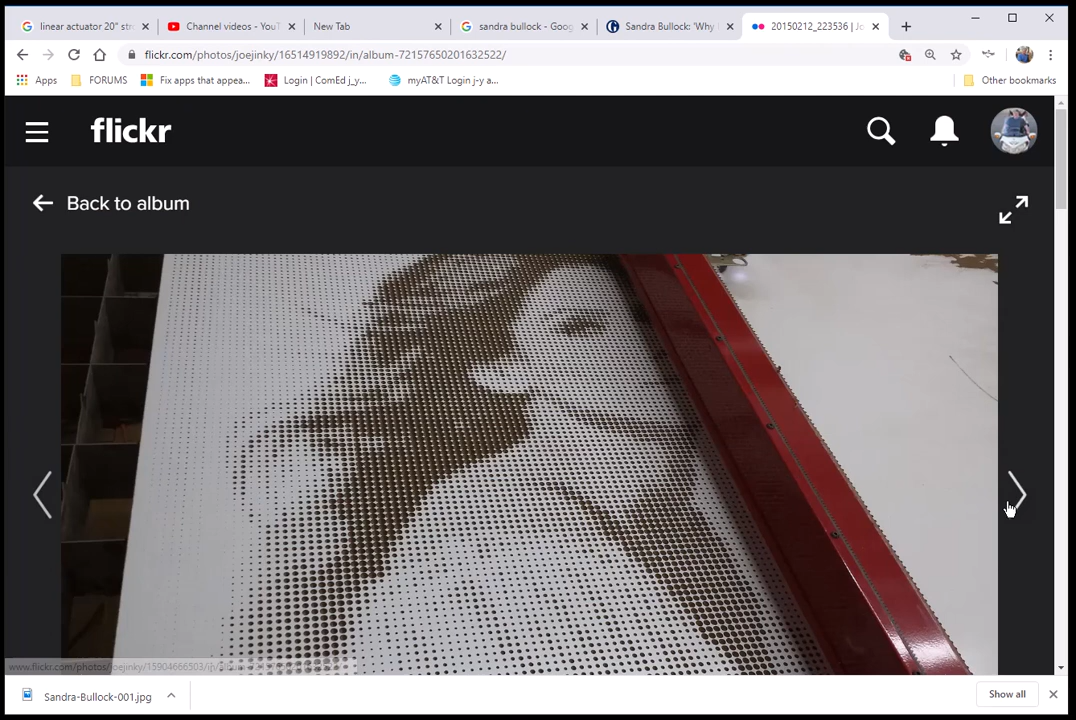 linear actuator 20" str
Channel videos - YouT
New Tab
sandra bullock - Goog
Sandra Bullock: 'Why I
20150212_223536 | Jo
flickr.com/photos/joejinky/16514919892/in/album-72157650201632522/
Apps
FORUMS
Fix apps that appea...
Login | ComEd j_y...
myAT&T Login j-y a...
Other bookmarks
flickr
Back to album
Sandra-Bullock-001.jpg
Show all